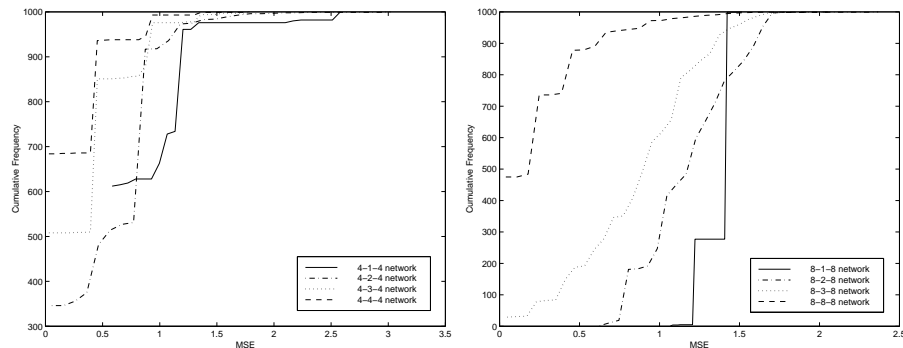 1000
900
800
700
600
500
400
300
Cumulative Frequency
0
0.5
1
1.5
2
2.5
3
3.5
MSE
4−1−4 network
4−2−4 network
4−3−4 network
4−4−4 network
1000
900
800
700
600
500
400
300
200
100
0
Cumulative Frequency
0
0.5
1
1.5
2
2.5
MSE
8−1−8 network
8−2−8 network
8−3−8 network
8−8−8 network